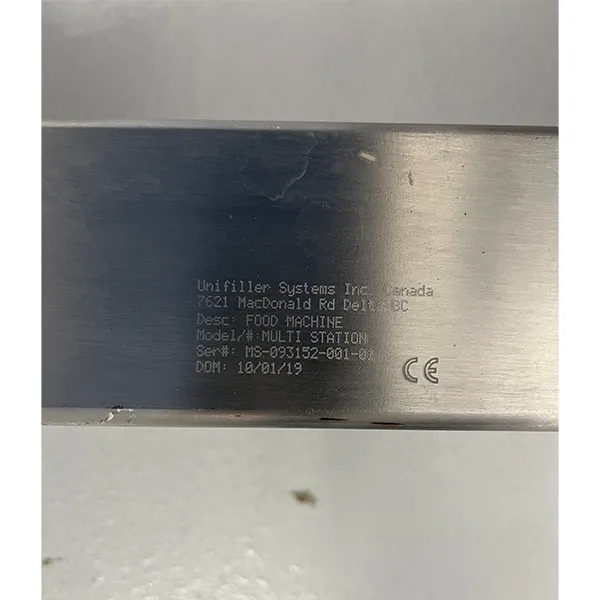 Unifiller Systems Inc. Canada
7621 MacDonald Rd Delta BC
Desc: FOOD MACHINE
Model/#:MULTI STATION
Ser#: MS-093152-001-01
DOM: 10/01/19
CE